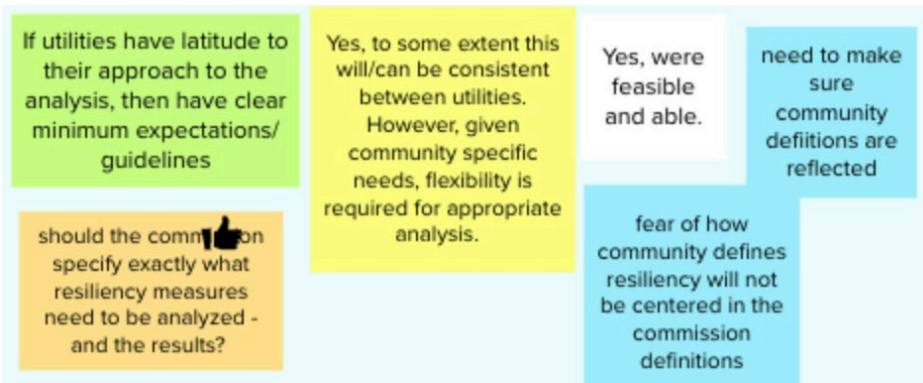 If utilities have latitude to
their approach to the
analysis, then have clear
minimum expectations/
guidelines
Yes, to some extent this
will/can be consistent
between utilities.
However, given
community specific
needs, flexibility is
required for appropriate
analysis.
Yes, were
feasible
and able.
need to make
sure
community
defiitions are
reflected
should the
specify exactly what
resiliency measures
need to be analyzed -
and the results?
fear of how
community defines
resiliency will not
be centered in the
commission
definitions